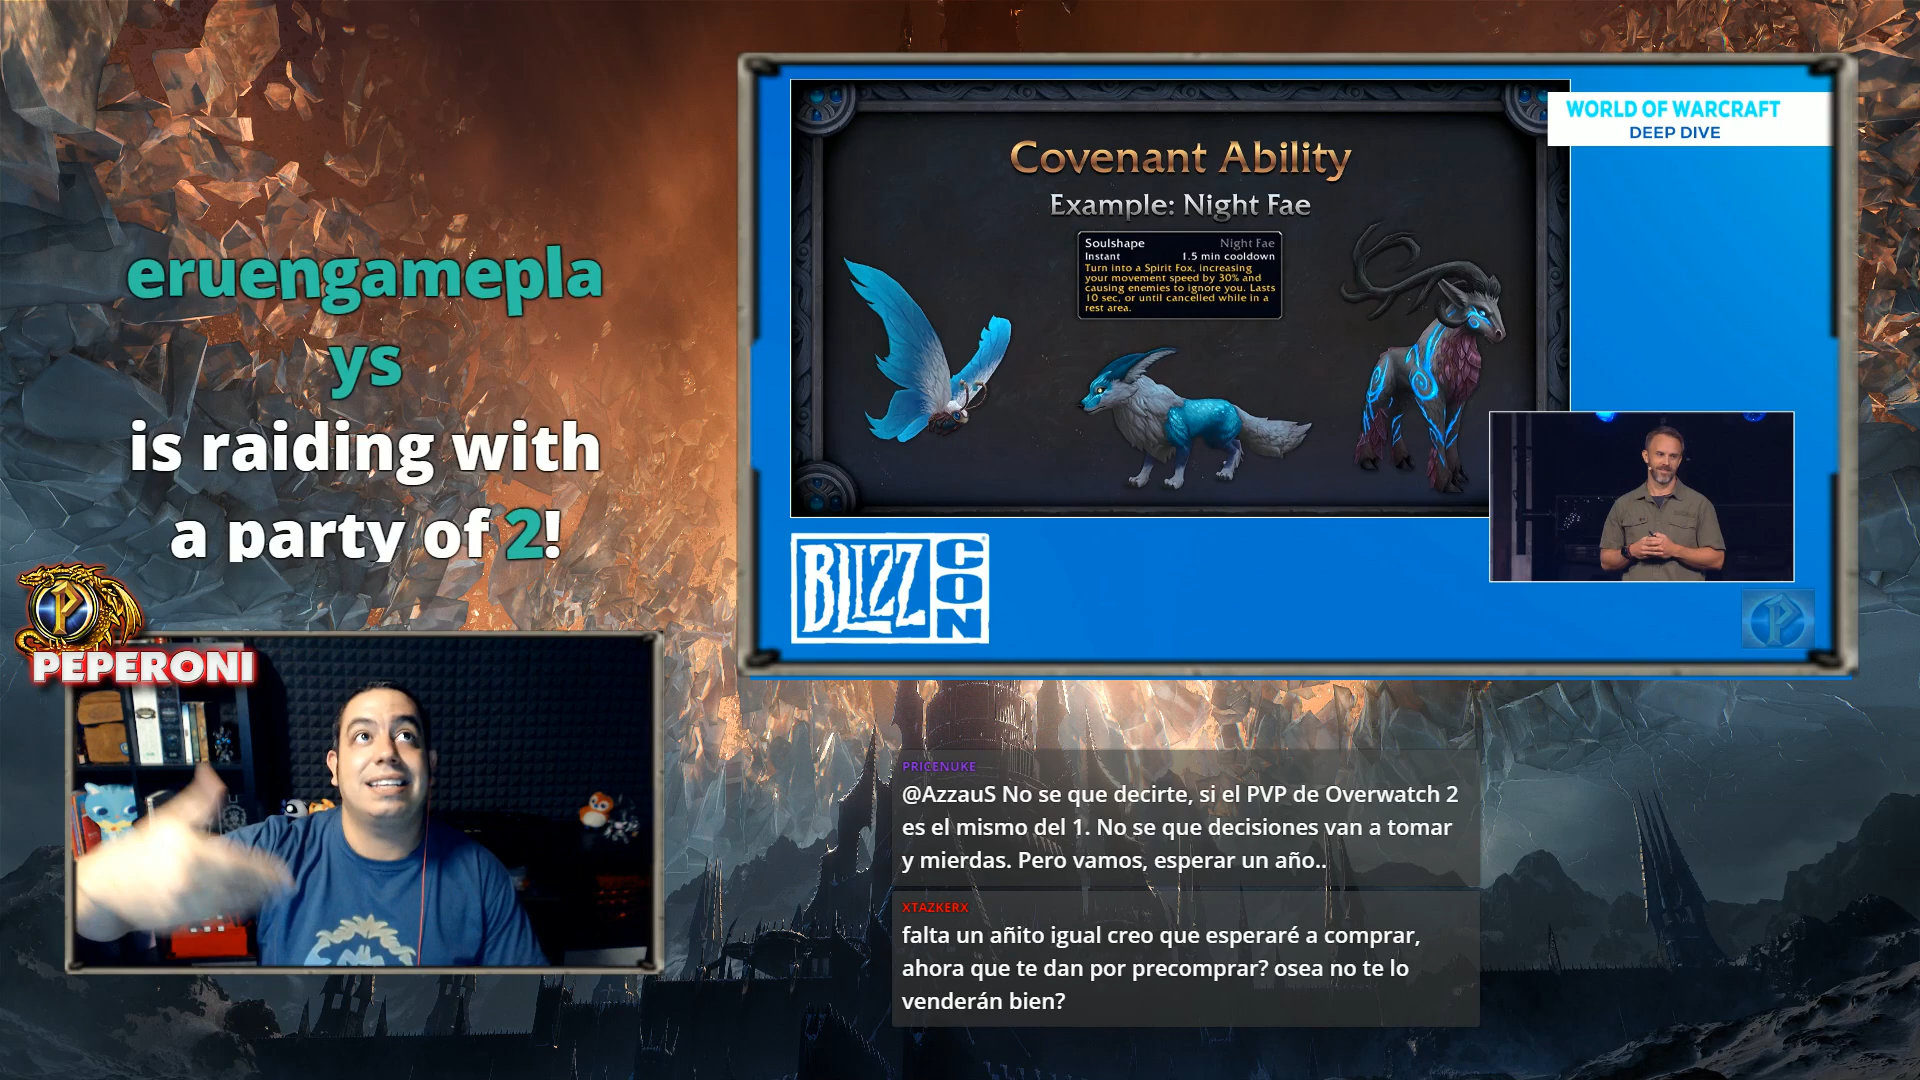 eruengamepla
ys
is raiding with
a party of 2!
P
PEPERONI
WORLD OF WARCRAFT
DEEP DIVE
Covenant Ability
Example: Night Fae
Soulshape Night Fae
Instant 1.5 min cooldown
Turn into a Spirit Fox, increasing
your movement speed by 30% and
causing enemies to ignore you. Lasts
10 sec, or until cancelled while in a
rest area.
BLIZZ
CON
P
PRICENUKE
@AzzauS No se que decirte, si el PVP de Overwatch 2
es el mismo del 1. No se que decisiones van a tomar
y mierdas. Pero vamos, esperar un año..
XTAZKERX
falta un añito igual creo que esperaré a comprar,
ahora que te dan por precomprar? osea no te lo
venderán bien?